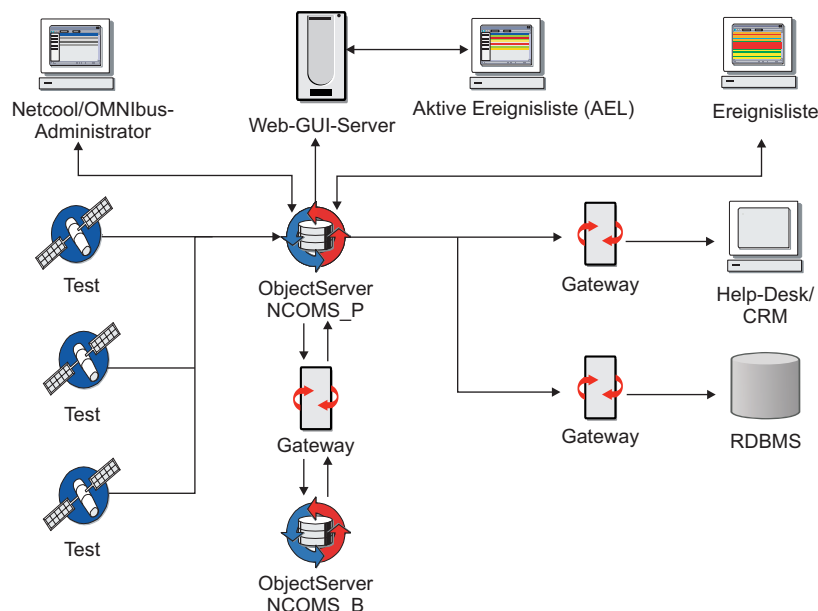 Netcool/OMNIbus-
Administrator
Web-GUI-Server
Aktive Ereignisliste (AEL)
Ereignisliste
Test
ObjectServer
NCOMS_P
Gateway
Help-Desk/
CRM
Test
Gateway
Gateway
RDBMS
Test
ObjectServer
NCOMS_B